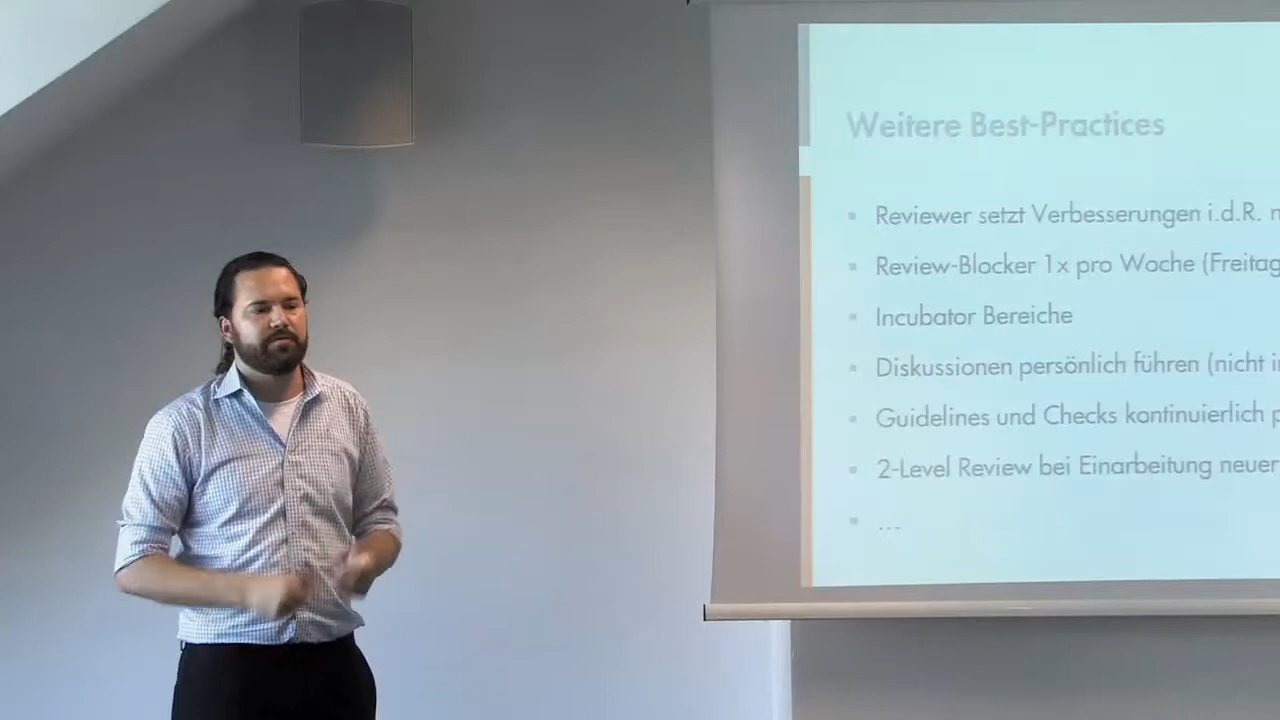 Weitere Best-Practices
Reviewer setzt Verbesserungen i.d.R.
Review-Blocker 1x pro Woche (Freitag
Incubator Bereiche
Diskussionen persönlich führen (nicht
Guidelines und Checks kontinuierlich
2-Level Review bei Einarbeitung neuer
...